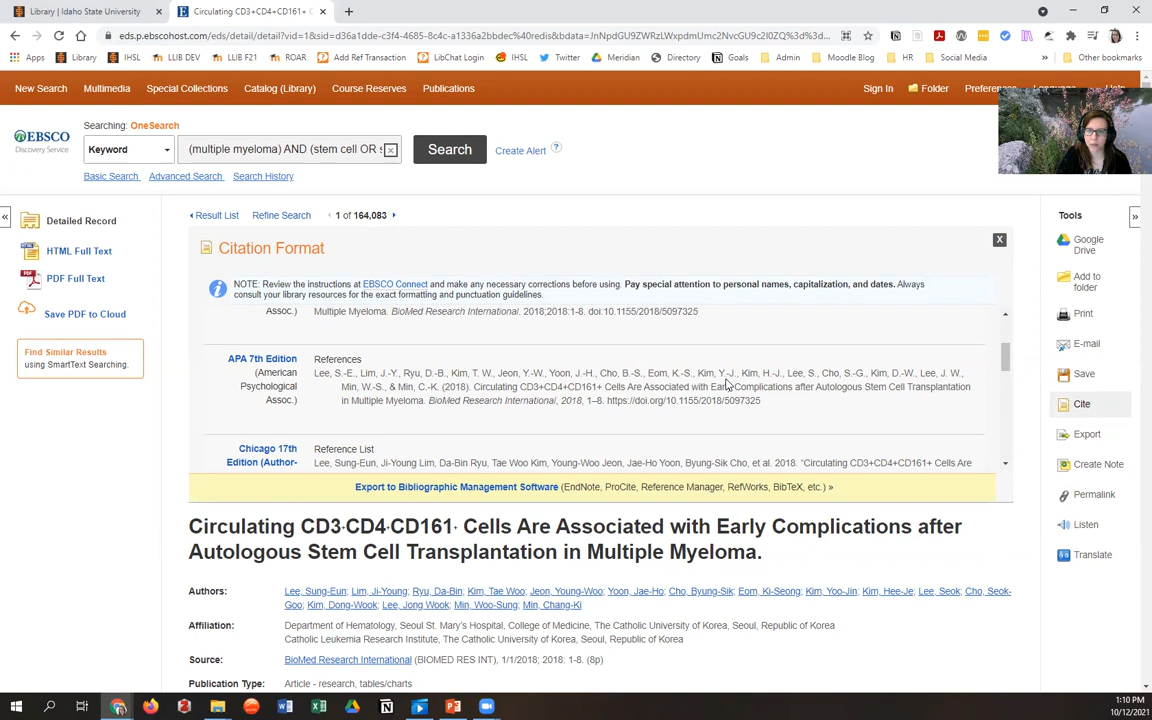 Library | Idaho State University
Circulating CD3+CD4+CD161+ C
eds.p.ebscohost.com/eds/detail/detail?vid=1&sid=d36a1dde-c3f4-4685-8c4c-a1336a2bbdec%40redis&bdata=JnNpdGU9ZWRzLWxpdmUmc2NvcGU9c2l0ZQ%3d%3d...
Apps Library IHSL LLIB DEV LLIB F21 ROAR Add Ref Transaction LibChat Login IHSL Twitter Meridian Directory Goals Admin Moodle Blog HR Social Media » Other bookmarks
New Search Multimedia Special Collections Catalog (Library) Course Reserves Publications Sign In Folder
Searching: OneSearch
EBSCO
Discovery Service
Keyword (multiple myeloma) AND (stem cell OR s Search Create Alert
Basic Search Advanced Search Search History
Detailed Record
HTML Full Text
PDF Full Text
Save PDF to Cloud
Find Similar Results
using SmartText Searching.
Result List Refine Search 1 of 164,083
Citation Format
NOTE: Review the instructions at EBSCO Connect and make any necessary corrections before using. Pay special attention to personal names, capitalization, and dates. Always
consult your library resources for the exact formatting and punctuation guidelines.
Assoc.) Multiple Myeloma. BioMed Research International. 2018;2018:1-8. doi:10.1155/2018/5097325
APA 7th Edition
(American
Psychological
Assoc.)
References
Lee, S.-E., Lim, J.-Y., Ryu, D.-B., Kim, T. W., Jeon, Y.-W., Yoon, J.-H., Cho, B.-S., Eom, K.-S., Kim, Y.-J., Kim, H.-J., Lee, S., Cho, S.-G., Kim, D.-W., Lee, J. W.,
Min, W.-S., & Min, C.-K. (2018). Circulating CD3+CD4+CD161+ Cells Are Associated with Early Complications after Autologous Stem Cell Transplantation
in Multiple Myeloma. BioMed Research International, 2018, 1–8. https://doi.org/10.1155/2018/5097325
Chicago 17th
Edition (Author-
Reference List
Lee, Sung-Eun, Ji-Young Lim, Da-Bin Ryu, Tae Woo Kim, Young-Woo Jeon, Jae-Ho Yoon, Byung-Sik Cho, et al. 2018. “Circulating CD3+CD4+CD161+ Cells Are
Export to Bibliographic Management Software (EndNote, ProCite, Reference Manager, RefWorks, BibTeX, etc.) »
Circulating CD3+CD4+CD161+ Cells Are Associated with Early Complications after
Autologous Stem Cell Transplantation in Multiple Myeloma.
Authors: Lee, Sung-Eun; Lim, Ji-Young; Ryu, Da-Bin; Kim, Tae Woo; Jeon, Young-Woo; Yoon, Jae-Ho; Cho, Byung-Sik; Eom, Ki-Seong; Kim, Yoo-Jin; Kim, Hee-Je; Lee, Seok; Cho, Seok-
Goo; Kim, Dong-Wook; Lee, Jong Wook; Min, Woo-Sung; Min, Chang-Ki
Affiliation: Department of Hematology, Seoul St. Mary's Hospital, College of Medicine, The Catholic University of Korea, Seoul, Republic of Korea
Catholic Leukemia Research Institute, The Catholic University of Korea, Seoul, Republic of Korea
Source: BioMed Research International (BIOMED RES INT), 1/1/2018; 2018: 1-8. (8p)
Publication Type: Article - research, tables/charts
Tools
Google
Drive
Add to
folder
Print
E-mail
Save
Cite
Export
Create Note
Permalink
Listen
Translate
1:10 PM
10/12/2021